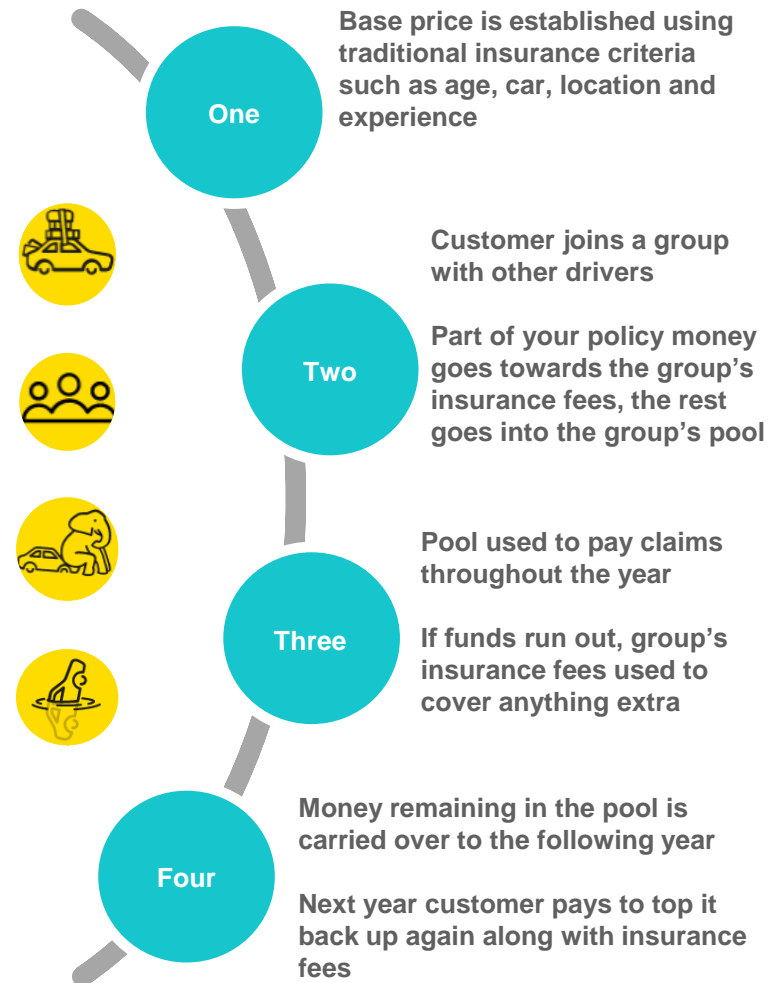 One
Base price is established using
traditional insurance criteria
such as age, car, location and
experience
Two
Customer joins a group
with other drivers
Part of your policy money
goes towards the group’s
insurance fees, the rest
goes into the group’s pool
Three
Pool used to pay claims
throughout the year
If funds run out, group’s
insurance fees used to
cover anything extra
Four
Money remaining in the pool is
carried over to the following year
Next year customer pays to top it
back up again along with insurance
fees